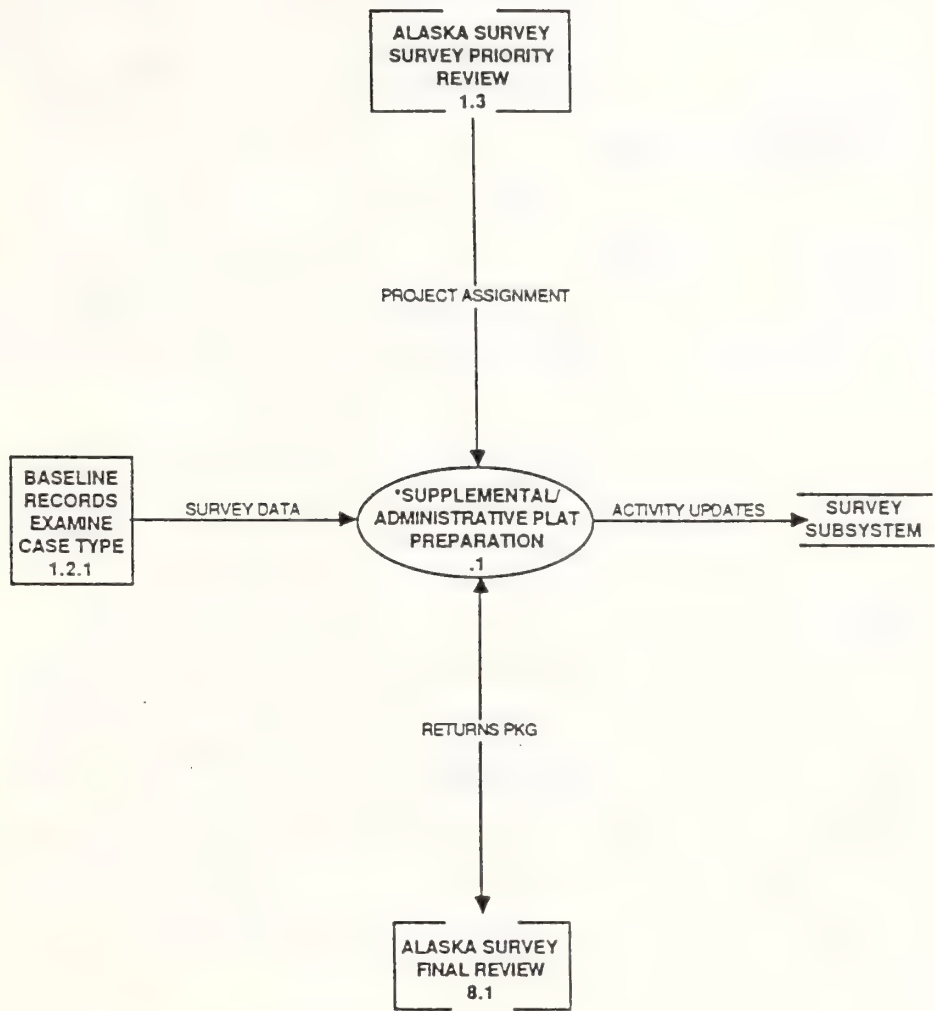 ALASKA SURVEY
SURVEY PRIORITY
REVIEW
1.3
PROJECT ASSIGNMENT
BASELINE
RECORDS
EXAMINE
CASE TYPE
1.2.1
SURVEY DATA
*SUPPLEMENTAL/
ADMINISTRATIVE PLAT
PREPARATION
.1
ACTIVITY UPDATES
SURVEY
SUBSYSTEM
RETURNS PKG
ALASKA SURVEY
FINAL REVIEW
8.1